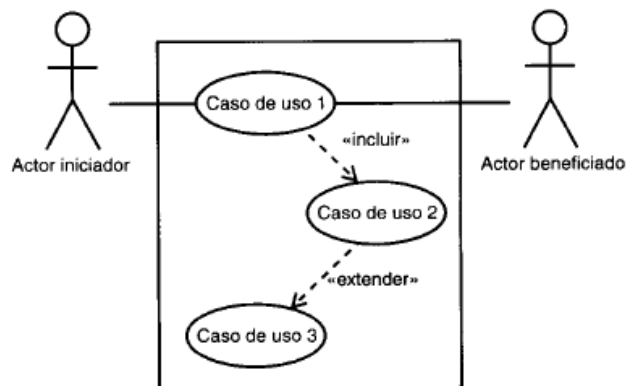 Caso de uso 1
«incluir»
Actor iniciador
Actor beneficiado
Caso de uso 2
«extender»
Caso de uso 3